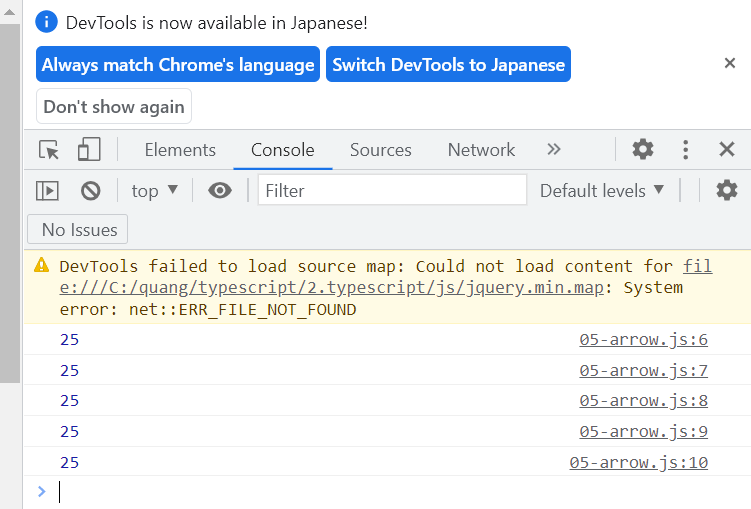 DevTools is now available in Japanese!
Always match Chrome's language Switch DevTools to Japanese
Don't show again
Elements Console Sources Network
top Filter Default levels
No Issues
DevTools failed to load source map: Could not load content for fil
e:///C:/quang/typescript/2.typescript/js/jquery.min.map: System
error: net::ERR_FILE_NOT_FOUND
25 05-arrow.js:6
25 05-arrow.js:7
25 05-arrow.js:8
25 05-arrow.js:9
25 05-arrow.js:10